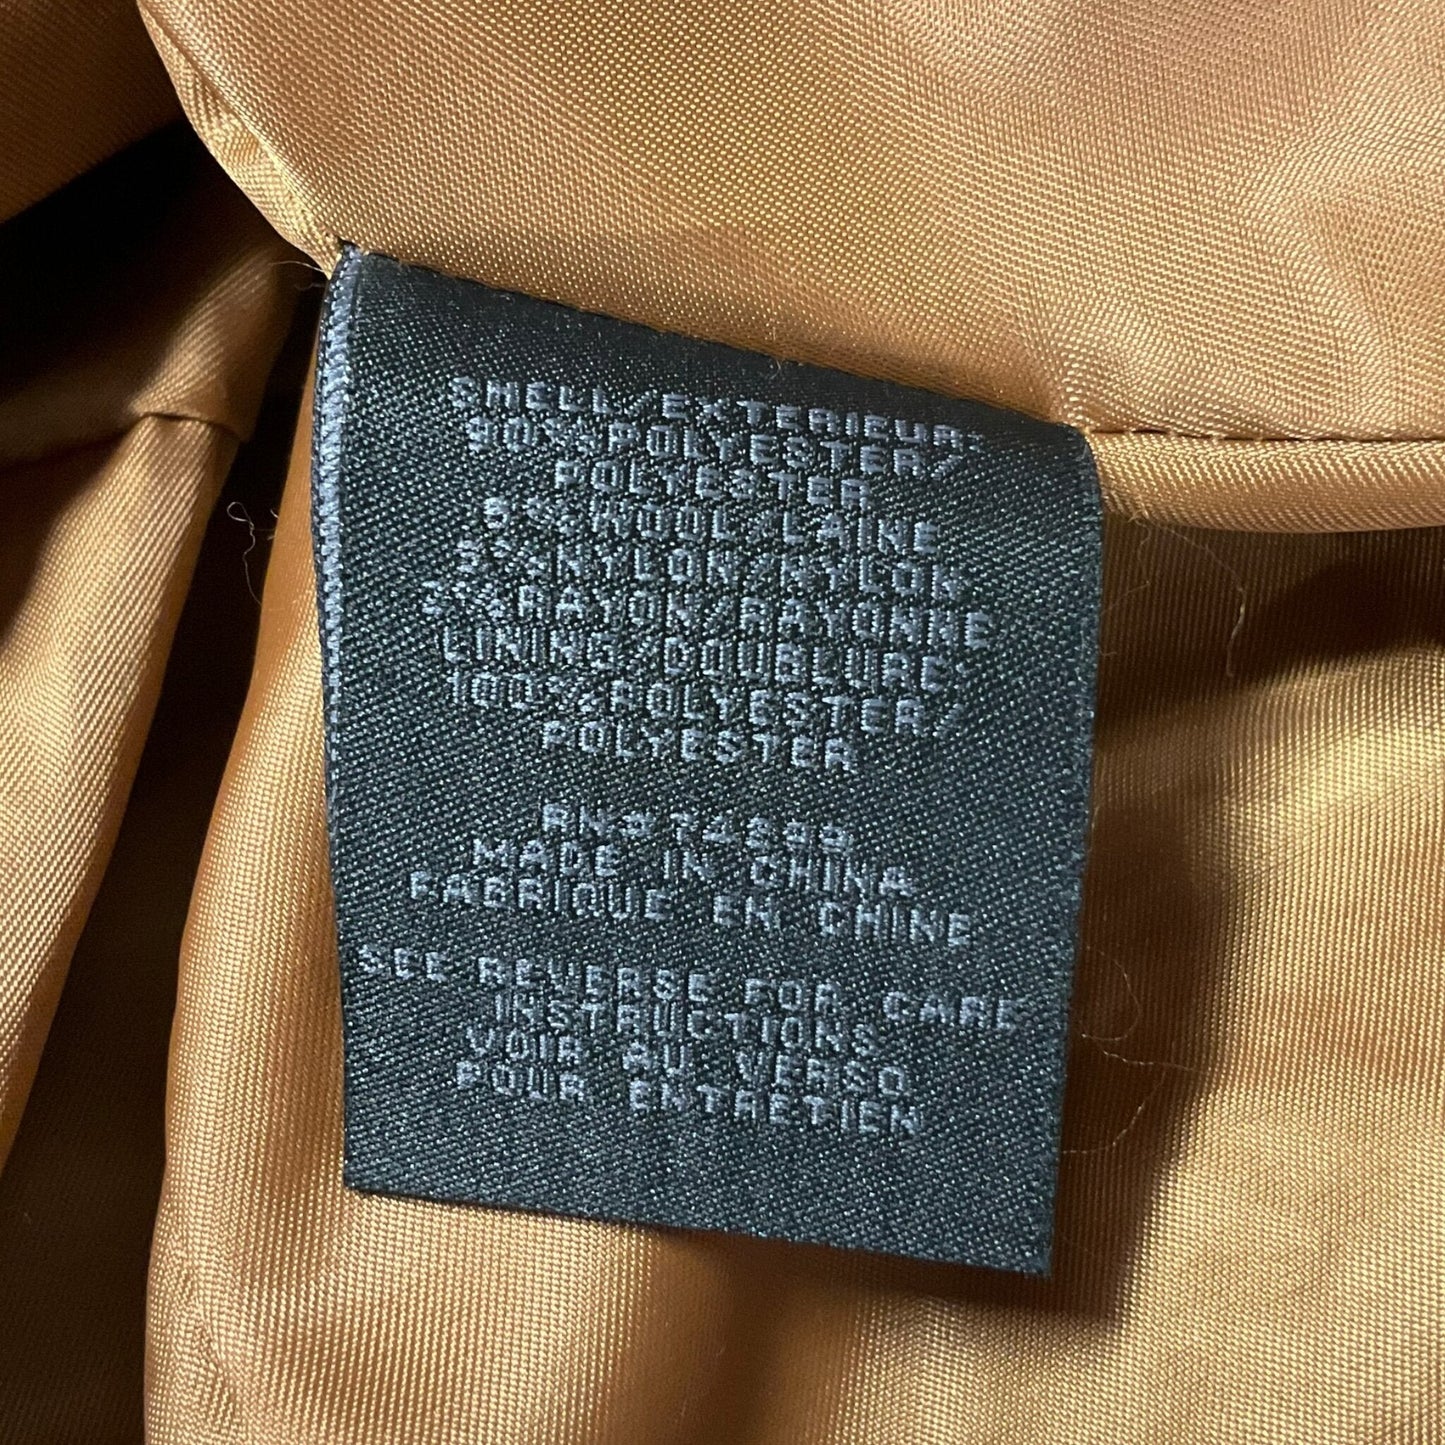 SHELL/EXTERIEUR:
90% POLYESTER/
POLYESTER
5% WOOL/LAINE
3% NYLON/NYLON
2% RAYON/RAYONNE
LINING/DOUBLURE:
100% POLYESTER/
POLYESTER
MADE IN CHINA
FABRIQUE EN CHINE
SEE REVERSE FOR CARE
INSTRUCTIONS
VOIR AU VERSO
POUR ENTRETIEN